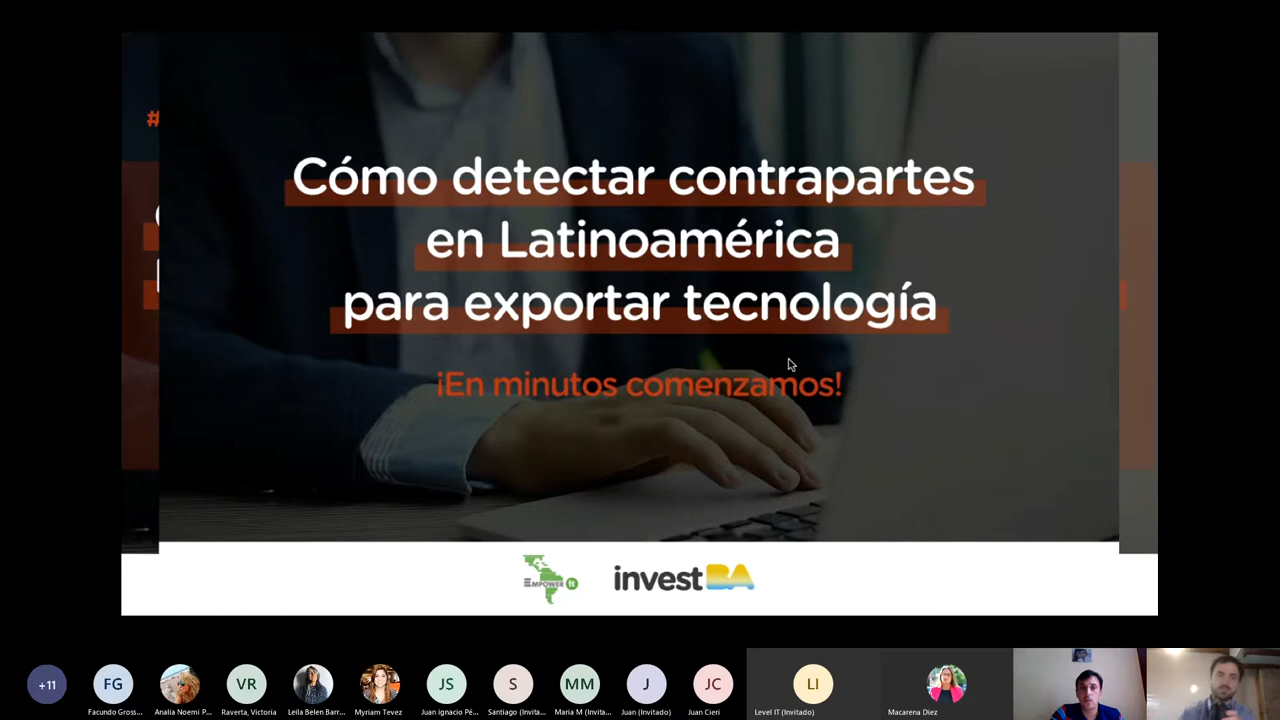 #
Cómo detectar contrapartes
en Latinoamérica
para exportar tecnología
¡En minutos comenzamos!
EMPOWER it
investBA
+11
FG
VR
JS
S
MM
J
JC
LI
Facundo Gross...
Analia Noemi P...
Raverta, Victoria
Leila Belen Barr...
Myriam Tevez
Juan ignacio Pé...
Santiago (Invita...
Maria M (Invita...
Juan (Invitado)
Juan Cieri
Level IT (Invitado)
Macarena Diez